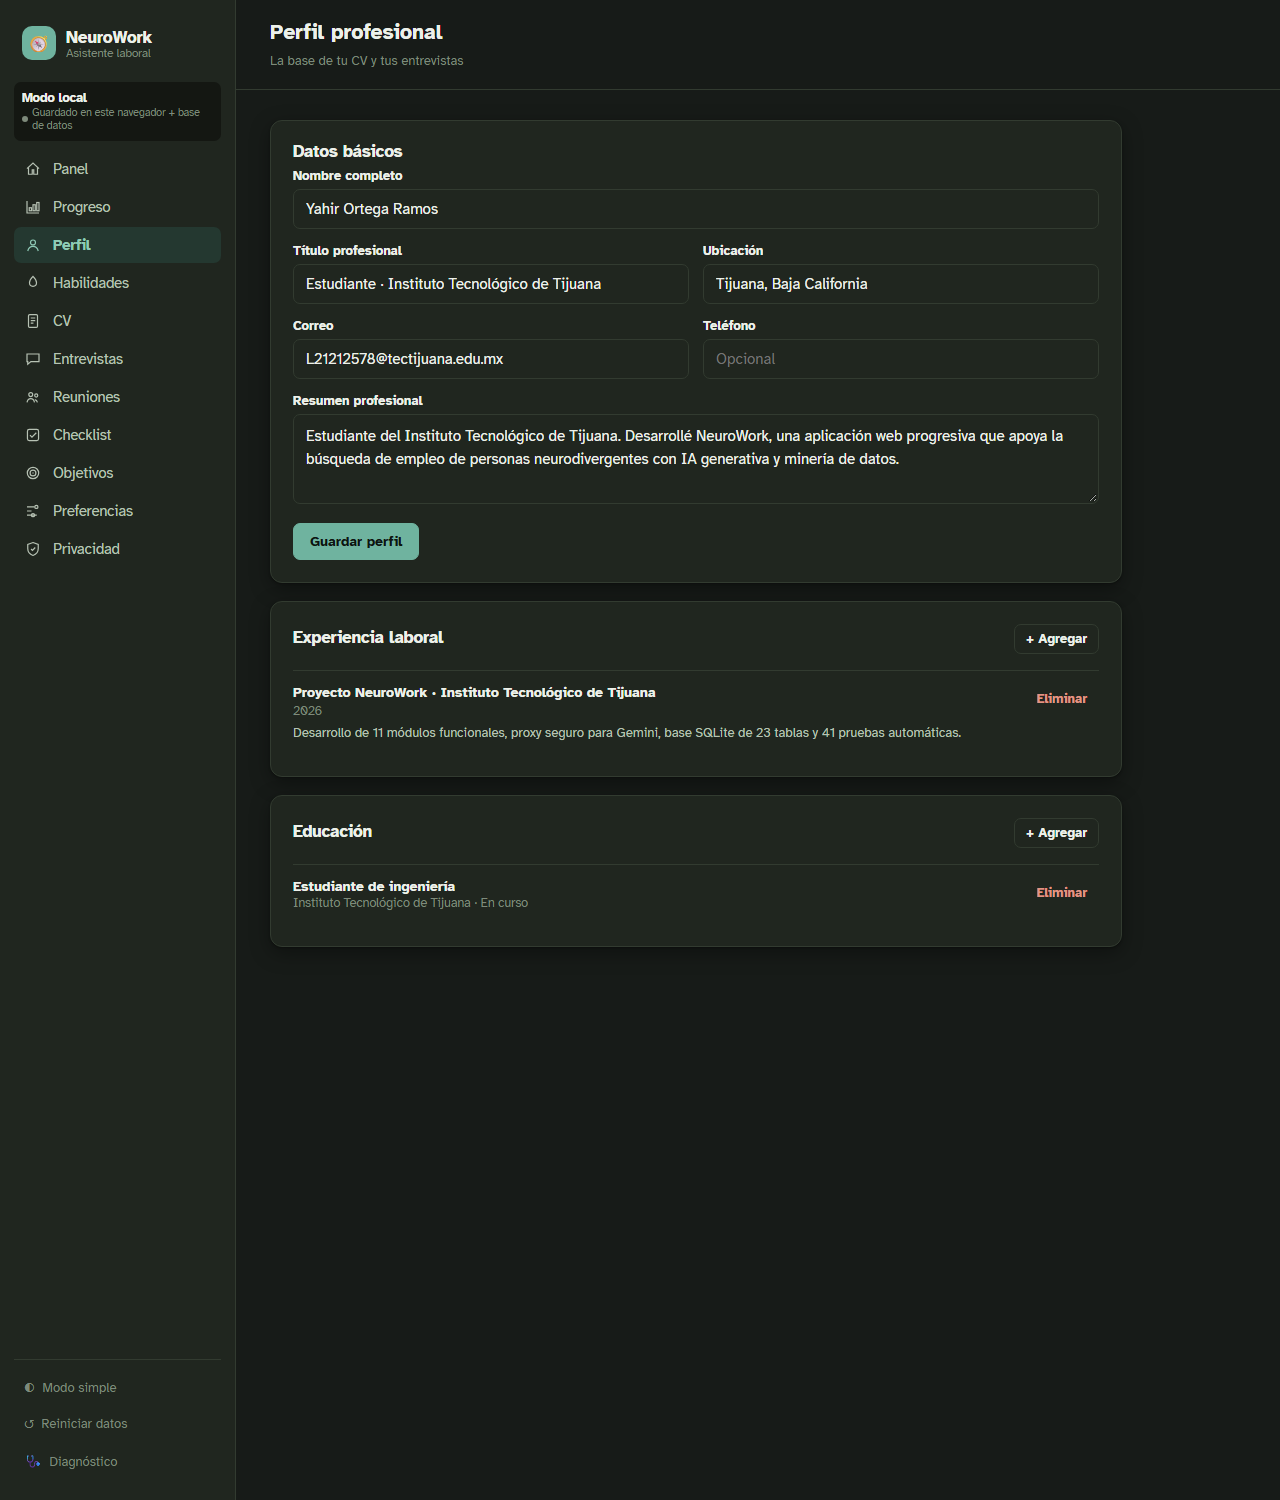 NeuroWork
Asistente laboral
Modo local
Guardado en este navegador + base
de datos
Panel
Progreso
Perfil
Habilidades
CV
Entrevistas
Reuniones
Checklist
Objetivos
Preferencias
Privacidad
Modo simple
Reiniciar datos
Diagnóstico
Perfil profesional
La base de tu CV y tus entrevistas
Datos básicos
Nombre completo
Yahir Ortega Ramos
Título profesional
Ubicación
Estudiante · Instituto Tecnológico de Tijuana
Tijuana, Baja California
Correo
Teléfono
L21212578@tectijuana.edu.mx
Opcional
Resumen profesional
Estudiante del Instituto Tecnológico de Tijuana. Desarrollé NeuroWork, una aplicación web progresiva que apoya la
búsqueda de empleo de personas neurodivergentes con IA generativa y minería de datos.
Guardar perfil
Experiencia laboral
+ Agregar
Proyecto NeuroWork · Instituto Tecnológico de Tijuana
Eliminar
2026
Desarrollo de 11 módulos funcionales, proxy seguro para Gemini, base SQLite de 23 tablas y 41 pruebas automáticas.
Educación
+ Agregar
Estudiante de ingeniería
Eliminar
Instituto Tecnológico de Tijuana · En curso